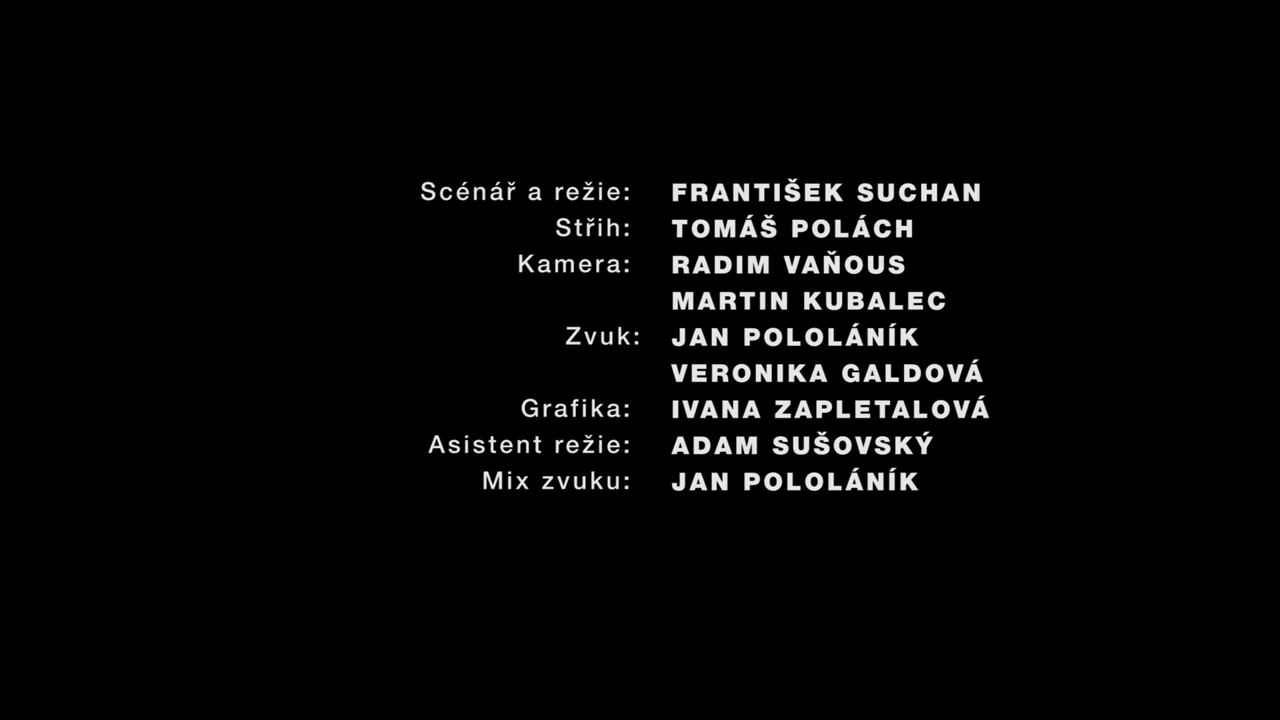 Scénář a režie: FRANTIŠEK SUCHAN
Střih: TOMÁŠ POLÁCH
Kamera: RADIM VAŇOUS
MARTIN KUBALEC
Zvuk: JAN POLOLÁNÍK
VERONIKA GALDOVÁ
Grafika: IVANA ZAPLETALOVÁ
Asistent režie: ADAM SUŠOVSKÝ
Mix zvuku: JAN POLOLÁNÍK